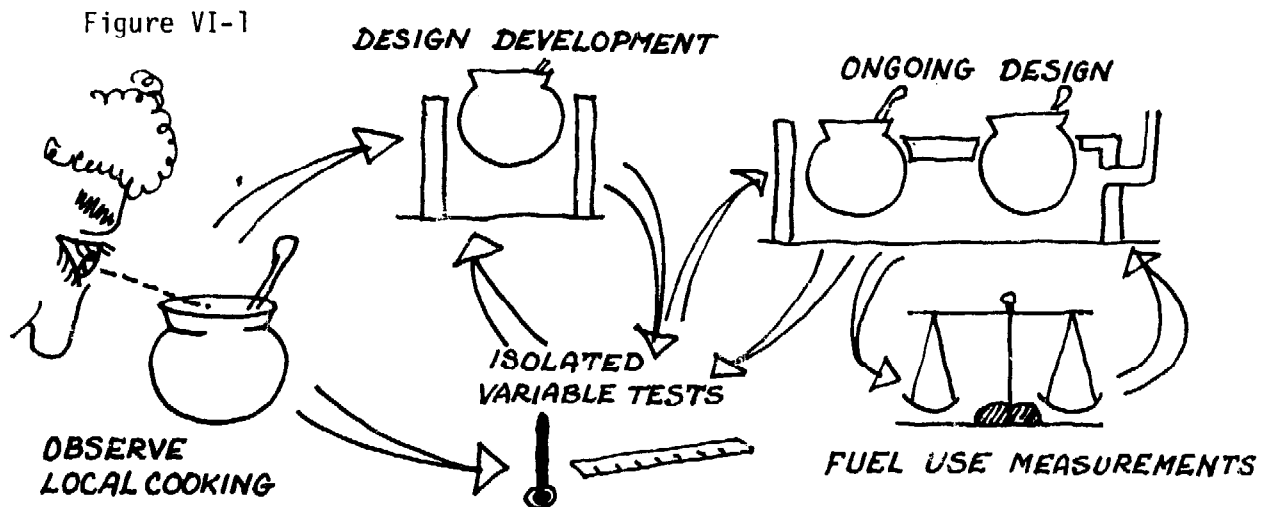 Figure VI-1
DESIGN DEVELOPMENT
ONGOING DESIGN
ISOLATED
VARIABLE TESTS
OBSERVE
LOCAL COOKING
FUEL USE MEASUREMENTS